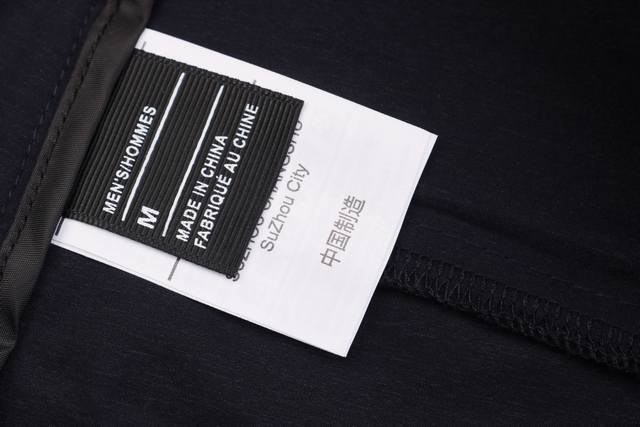 MEN'S/HOMMES
M
MADE IN CHINA
FABRIQUÉ AU CHINE
SuZhou City
中国制造